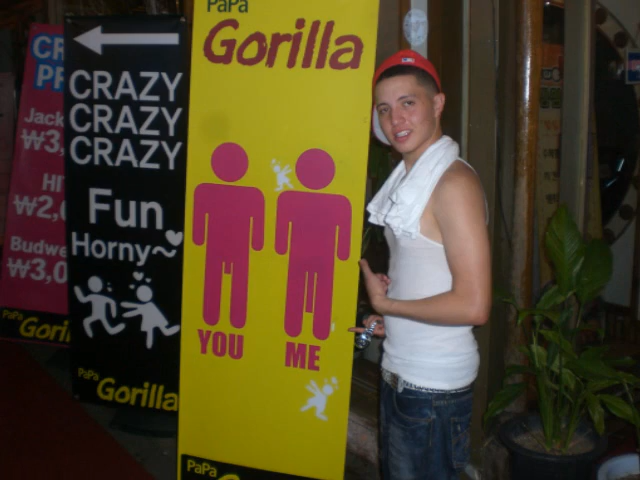 CR
PR
Jack
₩3,
HI
₩2,0
Budwe
₩3,0
PaPa
Gorill
CRAZY
CRAZY
CRAZY
Fun
Horny~
PaPa
Gorilla
PaPa
Gorilla
YOU
ME
PaPa